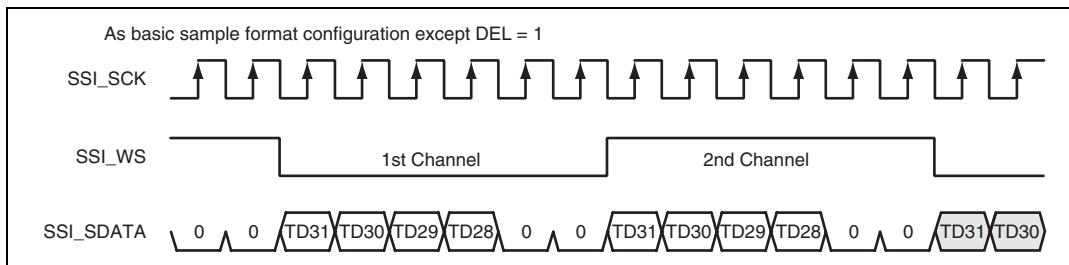 As basic sample format configuration except DEL = 1
SSI_SCK
SSI_WS 1st Channel 2nd Channel
SSI_SDATA 0 0 TD31 TD30 TD29 TD28 0 0 TD31 TD30 TD29 TD28 0 0 TD31 TD30